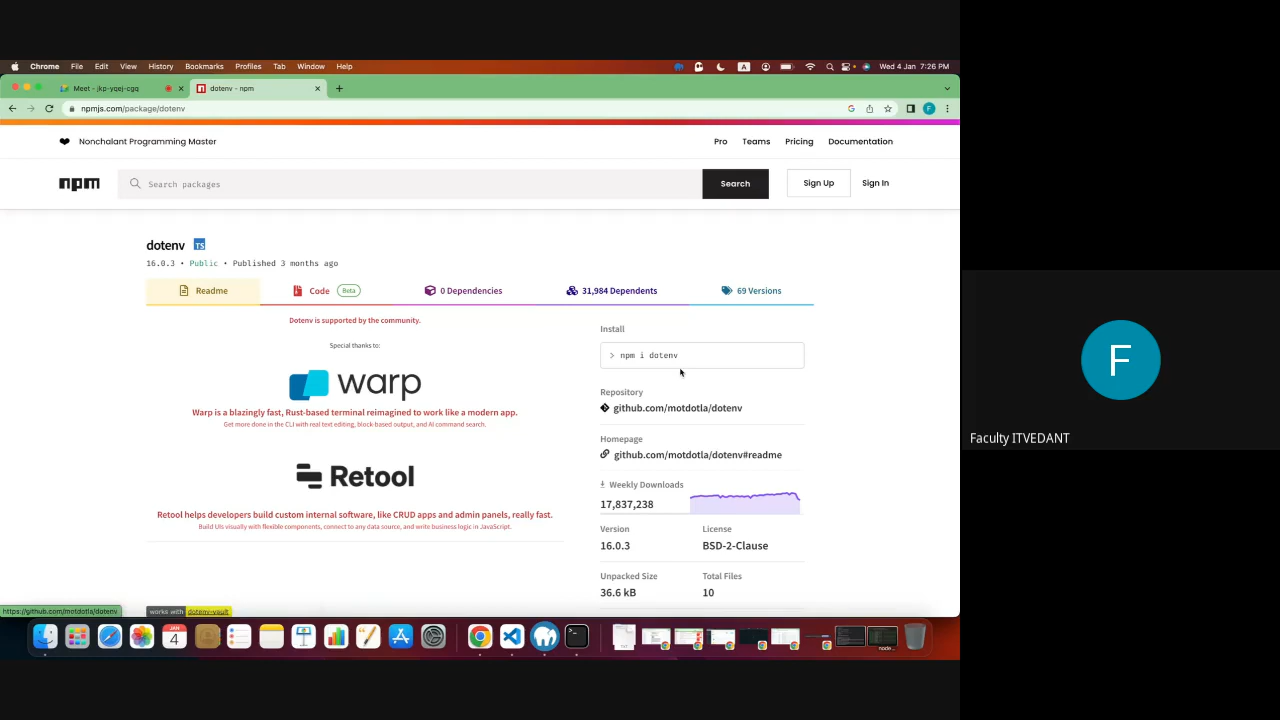 Chrome File Edit View History Bookmarks Profiles Tab Window Help
A Wed 4 Jan 7:26 PM
Meet - jkp-yqej-cgq
dotenv - npm
npmjs.com/package/dotenv
F
Nonchalant Programming Master
Pro Teams Pricing Documentation
npm
Search packages
Search
Sign Up
Sign In
dotenv TS
16.0.3 • Public • Published 3 months ago
Readme
Code Beta
0 Dependencies
31,984 Dependents
69 Versions
Dotenv is supported by the community.
Special thanks to:
warp
Warp is a blazingly fast, Rust-based terminal reimagined to work like a modern app.
Get more done in the CLI with real text editing, block-based output, and AI command search.
Retool
Retool helps developers build custom internal software, like CRUD apps and admin panels, really fast.
Build UIs visually with flexible components, connect to any data source, and write business logic in JavaScript.
works with dotenv-vault
Install
> npm i dotenv
Repository
github.com/motdotla/dotenv
Homepage
github.com/motdotla/dotenv#readme
Weekly Downloads
17,837,238
Version License
16.0.3 BSD-2-Clause
Unpacked Size Total Files
36.6 kB 10
https://github.com/motdotla/dotenv
JAN
4
node...
F
Faculty ITVEDANT